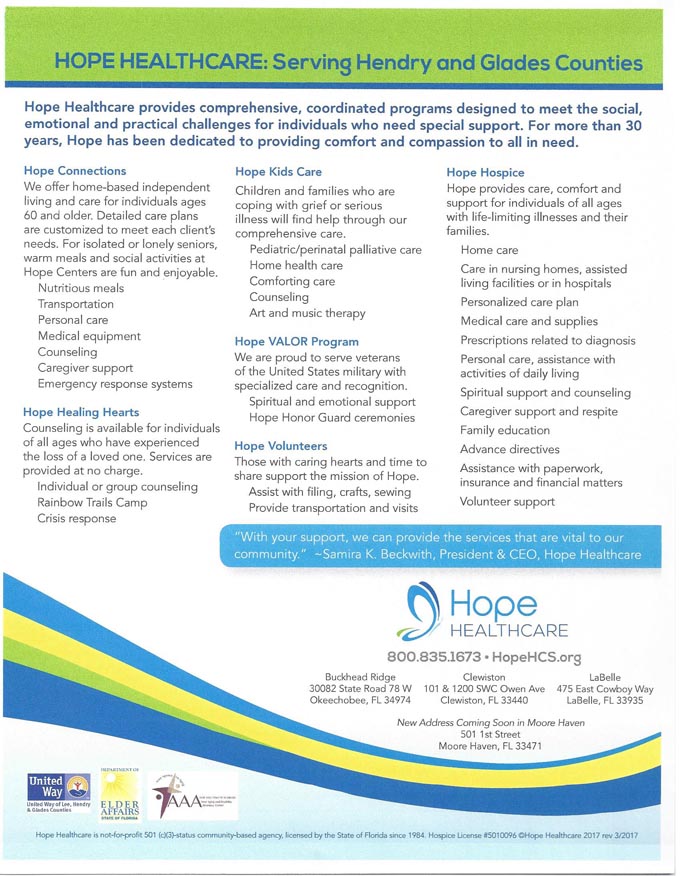 HOPE HEALTHCARE: Serving Hendry and Glades Counties
Hope Healthcare provides comprehensive, coordinated programs designed to meet the social,
emotional and practical challenges for individuals who need special support. For more than 30
years, Hope has been dedicated to providing comfort and compassion to all in need.
Hope Connections
We offer home-based independent
living and care for individuals ages
60 and older. Detailed care plans
are customized to meet each client's
needs. For isolated or lonely seniors,
warm meals and social activities at
Hope Centers are fun and enjoyable.
Nutritious meals
Transportation
Personal care
Medical equipment
Counseling
Caregiver support
Emergency response systems
Hope Healing Hearts
Counseling is available for individuals
of all ages who have experienced
the loss of a loved one. Services are
provided at no charge.
Individual or group counseling
Rainbow Trails Camp
Crisis response
Hope Kids Care
Children and families who are
coping with grief or serious
illness will find help through our
comprehensive care.
Pediatric/perinatal palliative care
Home health care
Comforting care
Counseling
Art and music therapy
Hope VALOR Program
We are proud to serve veterans
of the United States military with
specialized care and recognition.
Spiritual and emotional support
Hope Honor Guard ceremonies
Hope Volunteers
Those with caring hearts and time to
share support the mission of Hope.
Assist with filing, crafts, sewing
Provide transportation and visits
Hope Hospice
Hope provides care, comfort and
support for individuals of all ages
with life-limiting illnesses and their
families.
Home care
Care in nursing homes, assisted
living facilities or in hospitals
Personalized care plan
Medical care and supplies
Prescriptions related to diagnosis
Personal care, assistance with
activities of daily living
Spiritual support and counseling
Caregiver support and respite
Family education
Advance directives
Assistance with paperwork,
insurance and financial matters
Volunteer support
"With your support, we can provide the services that are vital to our
community." ~Samira K. Beckwith, President & CEO, Hope Healthcare
Hope
HEALTHCARE
800.835.1673 • HopeHCS.org
Buckhead Ridge
30082 State Road 78 W
Okeechobee, FL 34974
Clewiston
101 & 1200 SWC Owen Ave
Clewiston, FL 33440
LaBelle
475 East Cowboy Way
LaBelle, FL 33935
New Address Coming Soon in Moore Haven
501 1st Street
Moore Haven, FL 33471
United
Way
United Way of Lee, Hendry
& Glades Counties
DEPARTMENT OF
ELDER
AFFAIRS
STATE OF FLORIDA
AAA
Hope Healthcare is not-for-profit 501 (c)(3)-status community-based agency, licensed by the State of Florida since 1984. Hospice License #5010096 ©Hope Healthcare 2017 rev 3/2017